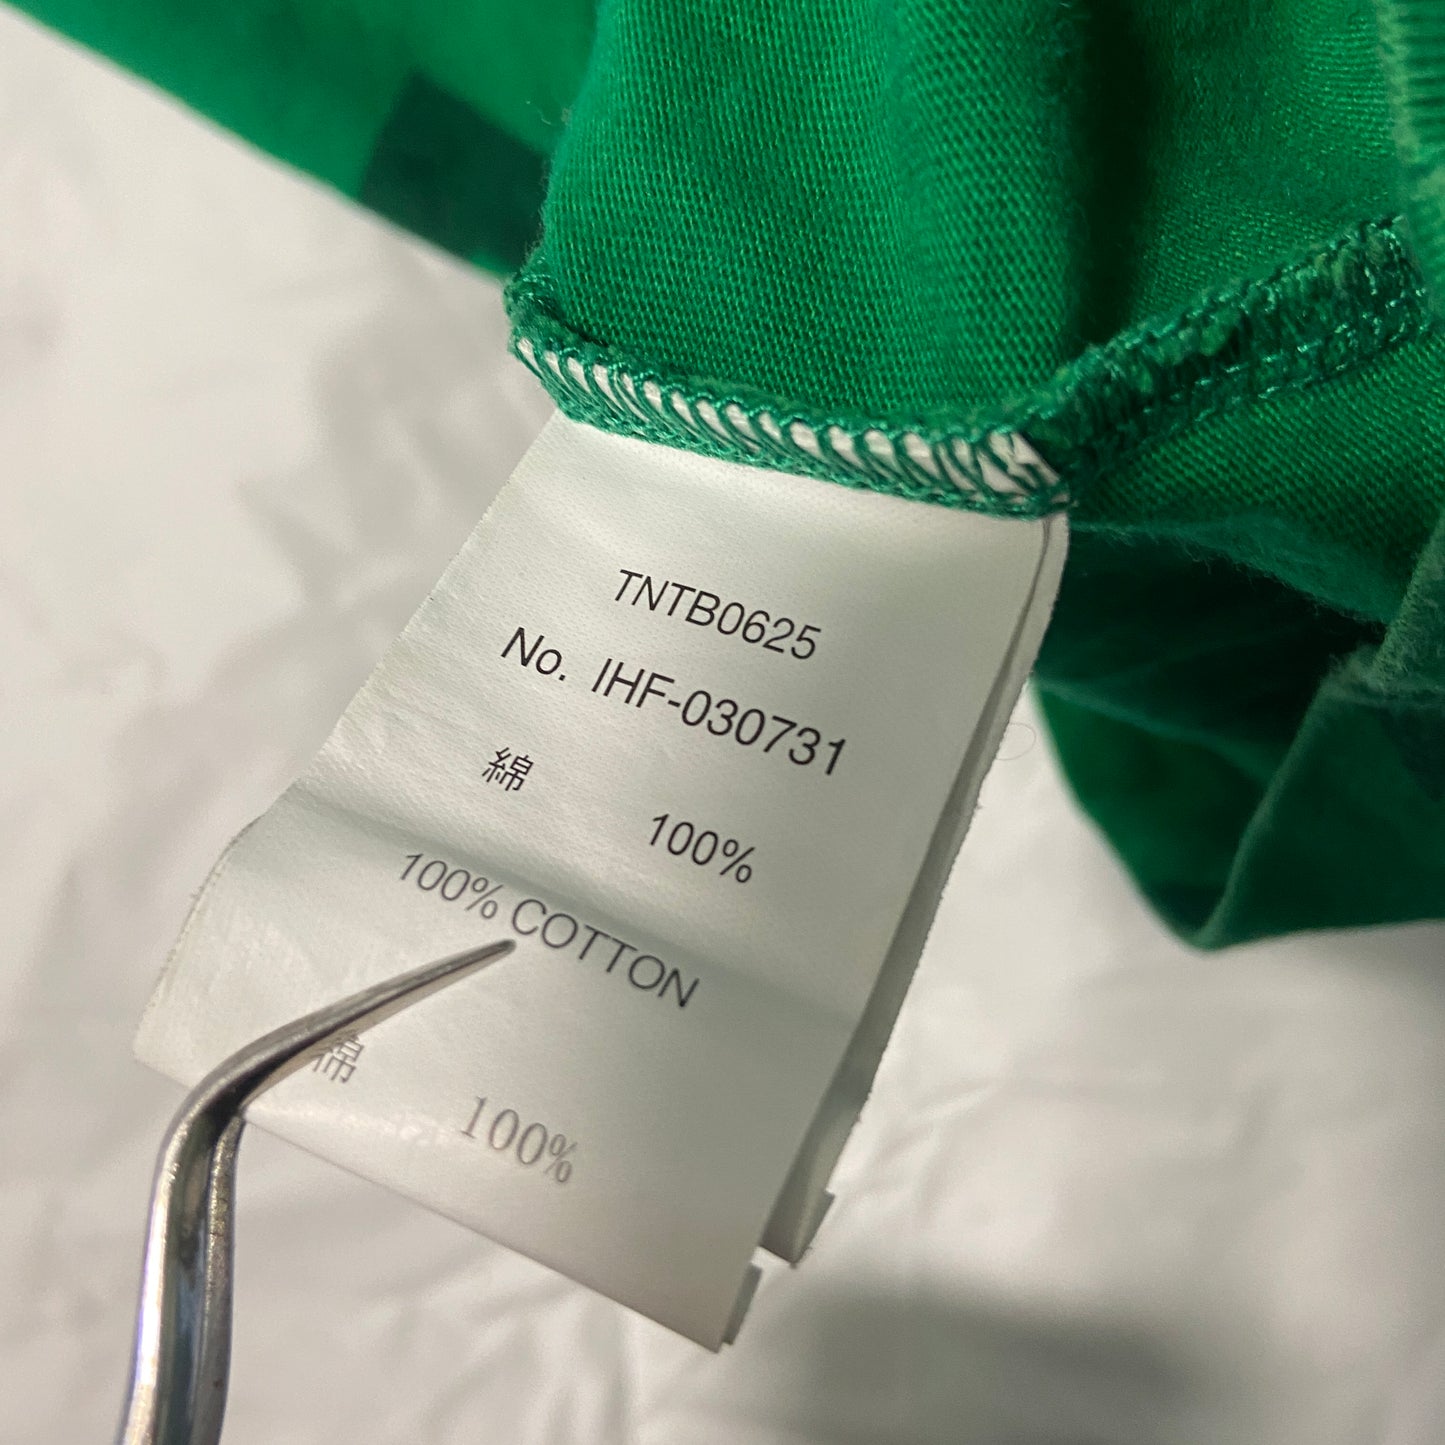 TNTB0625
No. IHF-030731
綿 100%
100% COTTON
綿 100%